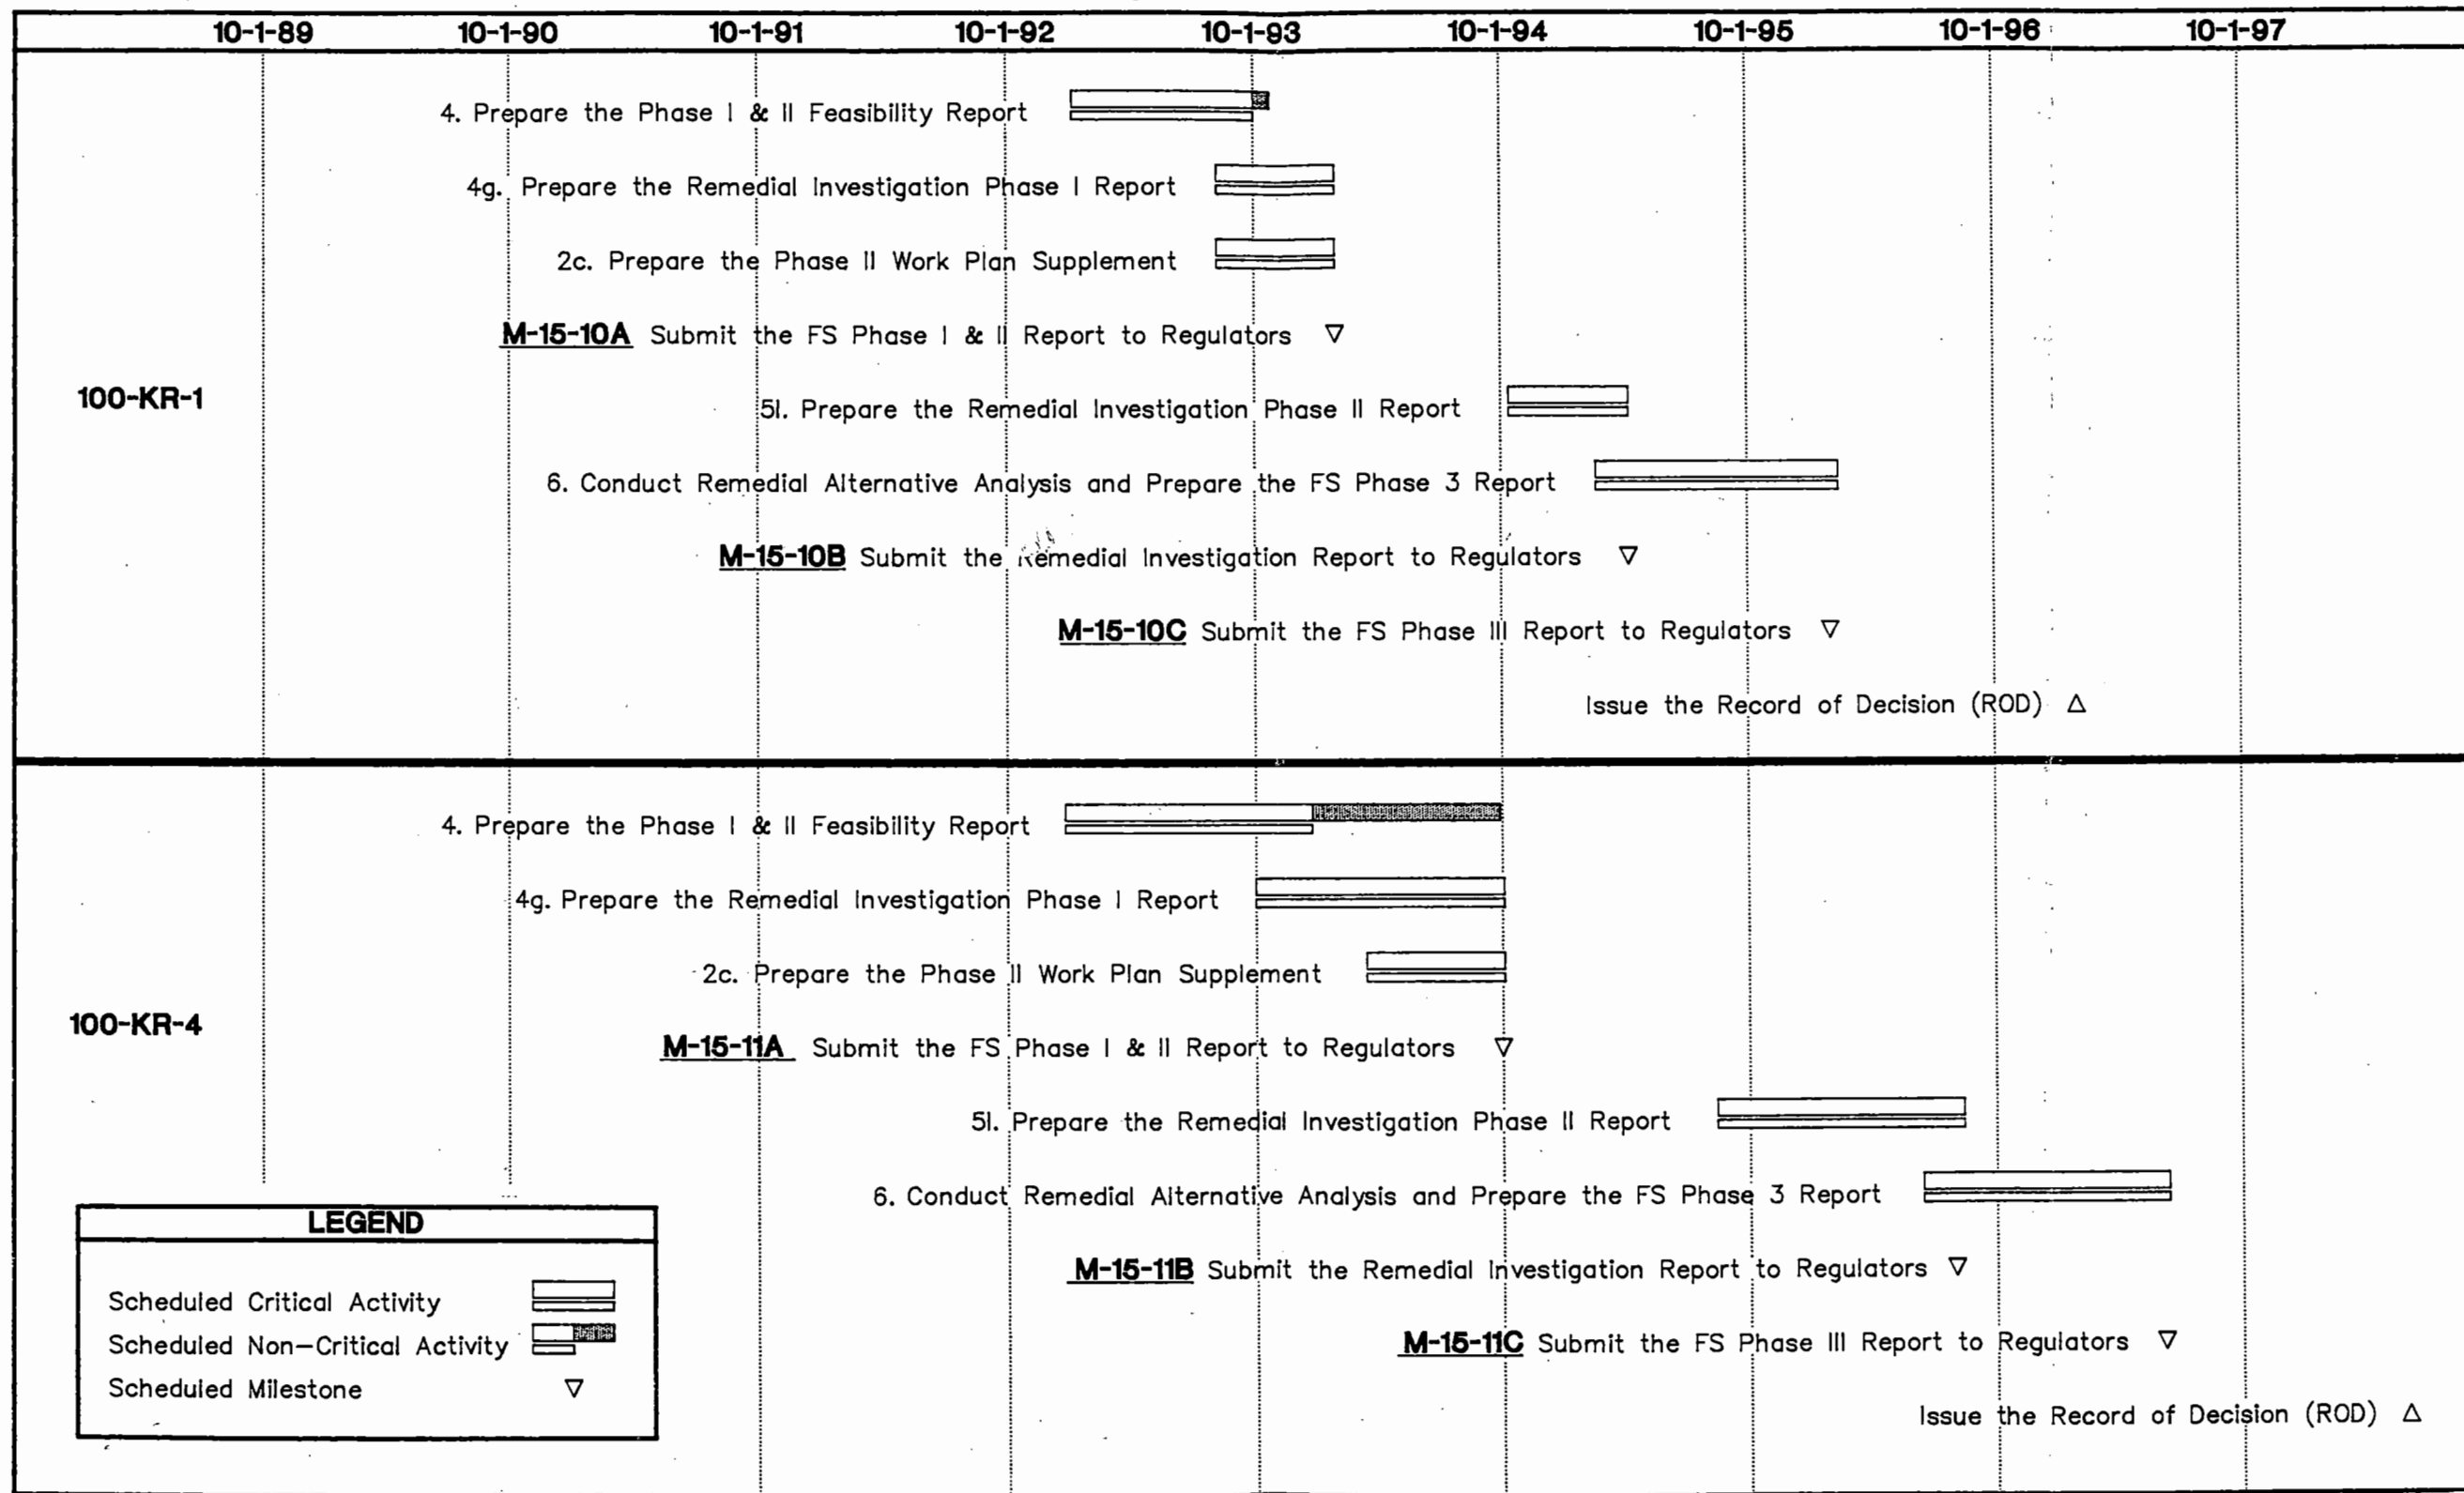 10-1-89 10-1-90 10-1-91 10-1-92 10-1-93 10-1-94 10-1-95 10-1-96 10-1-97
4. Prepare the Phase I & II Feasibility Report
4g. Prepare the Remedial Investigation Phase I Report
2c. Prepare the Phase II Work Plan Supplement
M-15-10A Submit the FS Phase I & II Report to Regulators
100-KR-1
5l. Prepare the Remedial Investigation Phase II Report
6. Conduct Remedial Alternative Analysis and Prepare the FS Phase 3 Report
M-15-10B Submit the Remedial Investigation Report to Regulators
M-15-10C Submit the FS Phase III Report to Regulators
Issue the Record of Decision (ROD)
4. Prepare the Phase I & II Feasibility Report
4g. Prepare the Remedial Investigation Phase I Report
2c. Prepare the Phase II Work Plan Supplement
100-KR-4
M-15-11A Submit the FS Phase I & II Report to Regulators
5l. Prepare the Remedial Investigation Phase II Report
6. Conduct Remedial Alternative Analysis and Prepare the FS Phase 3 Report
M-15-11B Submit the Remedial Investigation Report to Regulators
M-15-11C Submit the FS Phase III Report to Regulators
Issue the Record of Decision (ROD)
LEGEND
Scheduled Critical Activity
Scheduled Non-Critical Activity
Scheduled Milestone